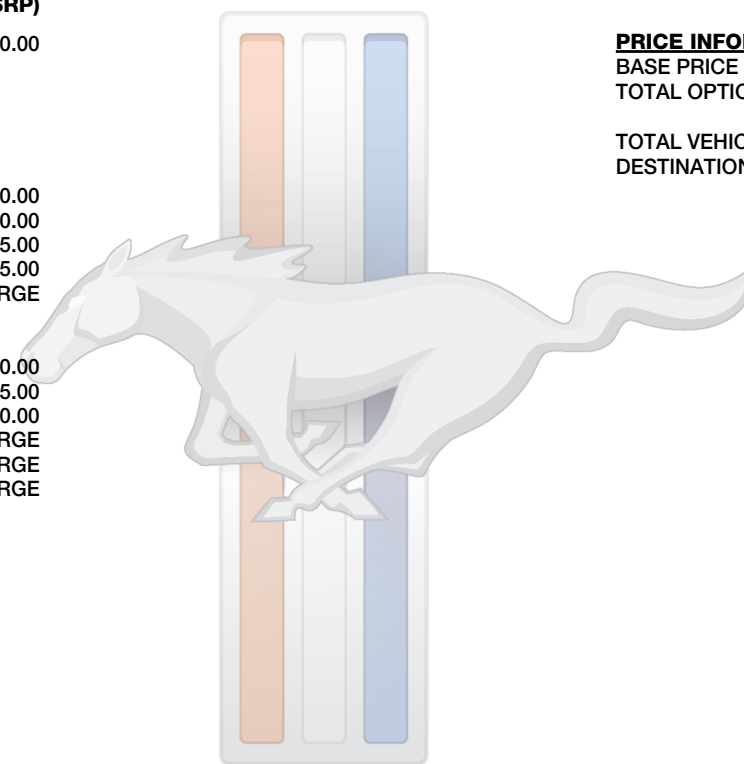 SRP)
0.00
0.00
0.00
5.00
5.00
RGE
0.00
5.00
0.00
RGE
RGE
RGE
PRICE INFO
BASE PRICE
TOTAL OPTIO
TOTAL VEHIC
DESTINATION